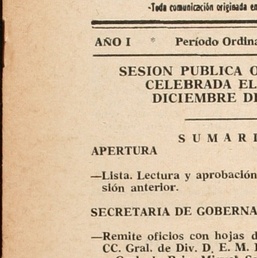 -Toda comunicación originada en
AÑO I Período Ordina
SESION PUBLICA O
CELEBRADA EL
DICIEMBRE DE
SUMARI
APERTURA
—Lista. Lectura y aprobación
sión anterior.
SECRETARIA DE GOBERNA
—Remite oficios con hojas d
CC. Gral. de Div. D. E. M. I